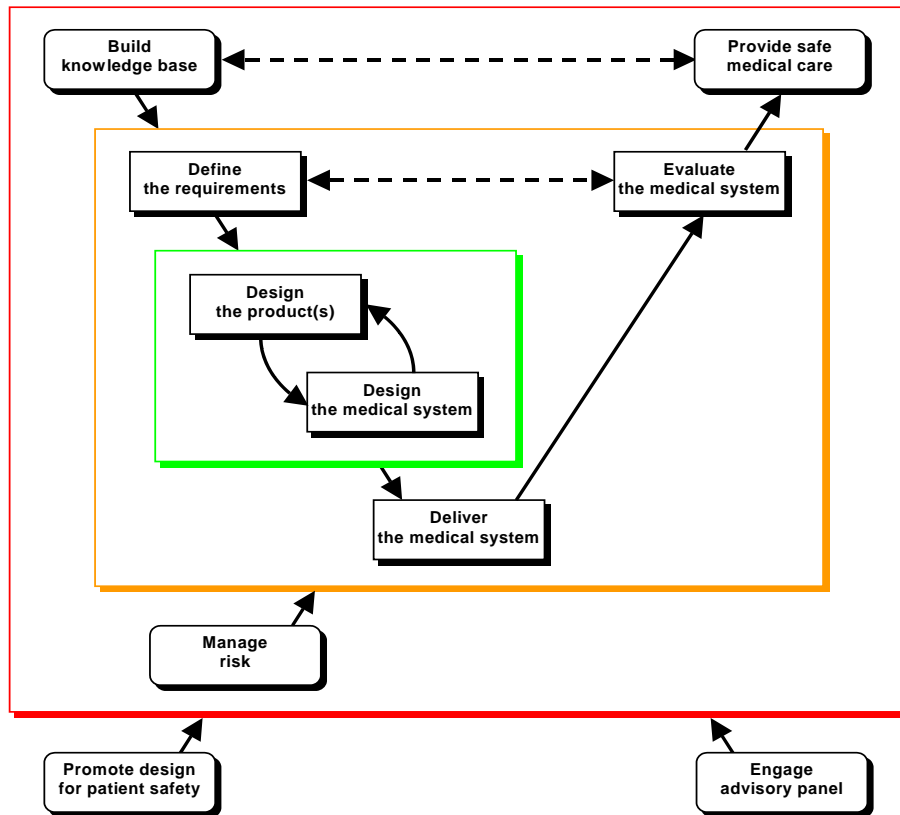 Build
knowledge base
Provide safe
medical care
Define
the requirements
Evaluate
the medical system
Design
the product(s)
Design
the medical system
Deliver
the medical system
Manage
risk
Promote design
for patient safety
Engage
advisory panel